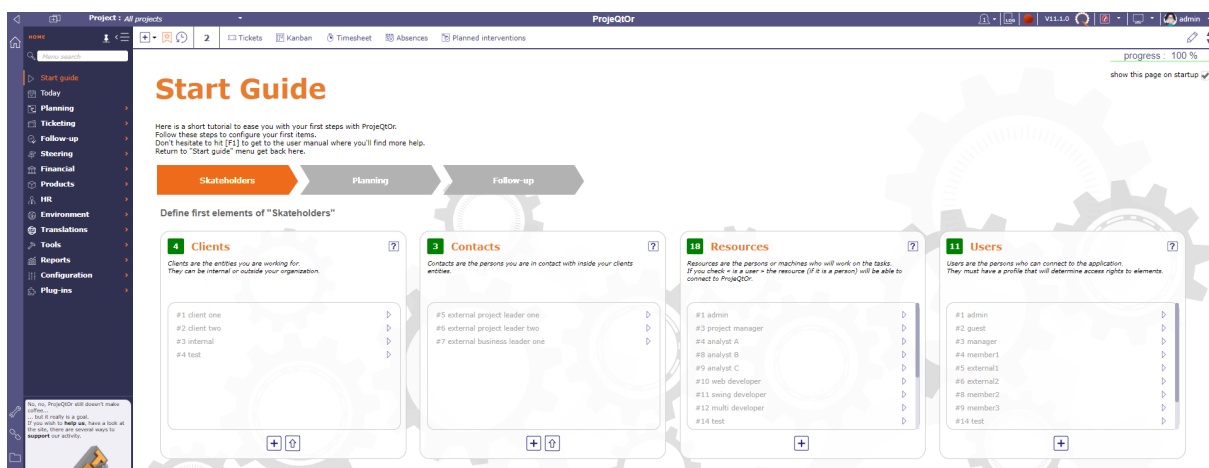 Project : All projects
ProjeQtOr
V11.1.0
admin
HOME
Menu search
2
Tickets
Kanban
Timesheet
Absences
Planned interventions
progress : 100 %
show this page on startup
Start guide
Today
Planning
Ticketing
Follow-up
Steering
Financial
Products
HR
Environment
Translations
Tools
Reports
Configuration
Plug-ins
No, no, ProjeQtOr still doesn't make
coffee...
... but it really is a goal.
If you wish to help us, have a look at
the site, there are several ways to
support our activity.
Start Guide
Here is a short tutorial to ease you with your first steps with ProjeQtOr.
Follow these steps to configure your first items.
Don't hesitate to hit [F1] to get to the user manual where you'll find more help.
Return to "Start guide" menu get back here.
Skateholders
Planning
Follow-up
Define first elements of "Skateholders"
4 Clients ?
Clients are the entities you are working for.
They can be internal or outside your organization.
#1 client one
#2 client two
#3 internal
#4 test
3 Contacts ?
Contacts are the persons you are in contact with inside your clients
entities.
#5 external project leader one
#6 external project leader two
#7 external business leader one
18 Resources ?
Resources are the persons or machines who will work on the tasks.
If you check « is a user » the resource (if it is a person) will be able to
connect to ProjeQtOr.
#1 admin
#3 project manager
#4 analyst A
#8 analyst B
#9 analyst C
#10 web developer
#11 swing developer
#12 multi developer
#14 test
11 Users ?
Users are the persons who can connect to the application.
They must have a profile that will determine access rights to elements.
#1 admin
#2 guest
#3 manager
#4 member1
#5 external1
#6 external2
#8 member2
#9 member3
#14 test